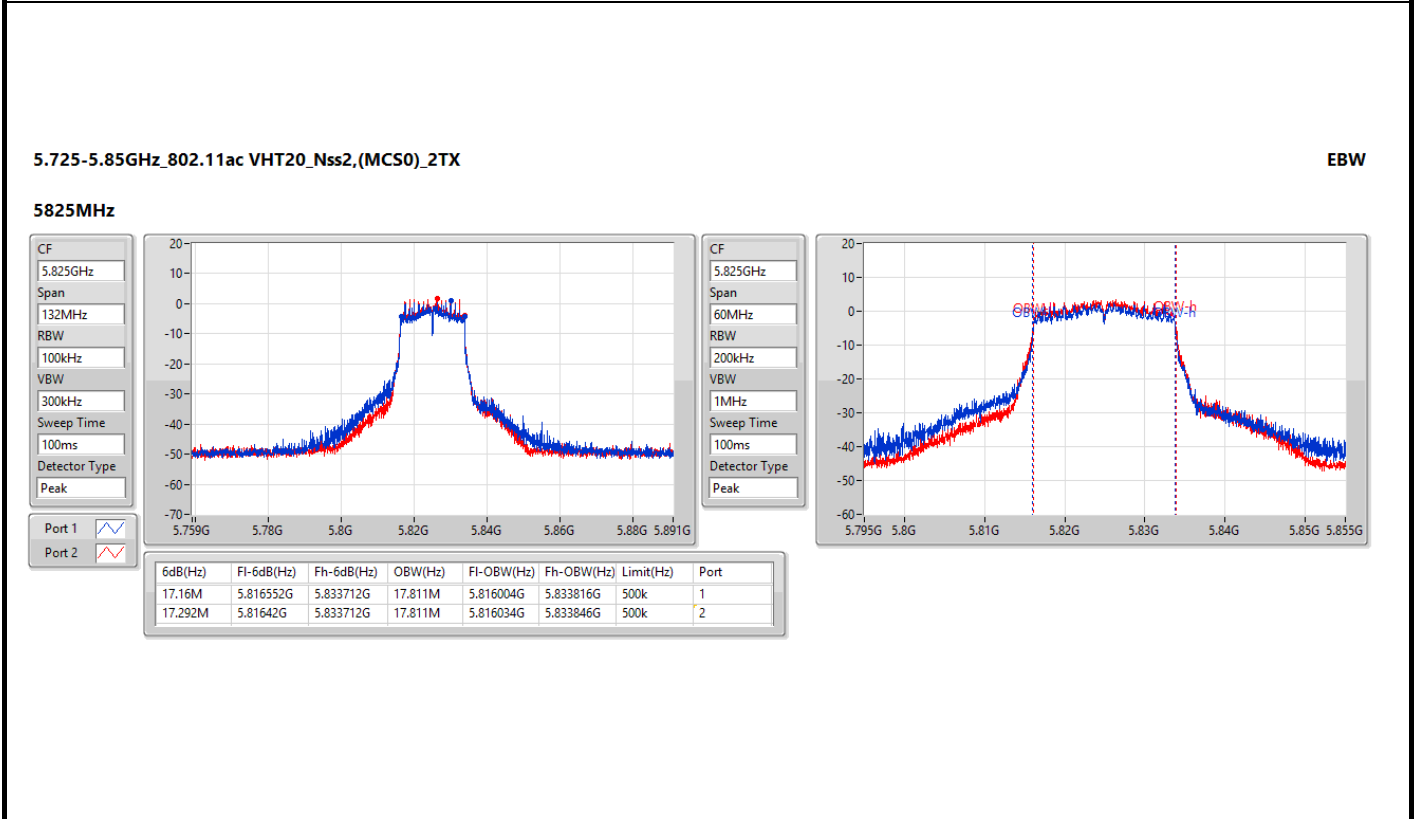 5.725-5.85GHz_802.11ac VHT20_Nss2,(MCS0)_2TX
EBW
5825MHz
CF
5.825GHz
Span
132MHz
RBW
100kHz
VBW
300kHz
Sweep Time
100ms
Detector Type
Peak
Port 1
Port 2
20
10
0
-10
-20
-30
-40
-50
-60
-70
5.759G 5.78G 5.8G 5.82G 5.84G 5.86G 5.88G 5.891G
CF
5.825GHz
Span
60MHz
RBW
200kHz
VBW
1MHz
Sweep Time
100ms
Detector Type
Peak
20
10
0
-10
-20
-30
-40
-50
-60
OBW-h
5.795G 5.8G 5.81G 5.82G 5.83G 5.84G 5.85G 5.855G
6dB(Hz) Fl-6dB(Hz) Fh-6dB(Hz) OBW(Hz) Fl-OBW(Hz) Fh-OBW(Hz) Limit(Hz) Port
17.16M 5.816552G 5.833712G 17.811M 5.816004G 5.833816G 500k 1
17.292M 5.81642G 5.833712G 17.811M 5.816034G 5.833846G 500k 2